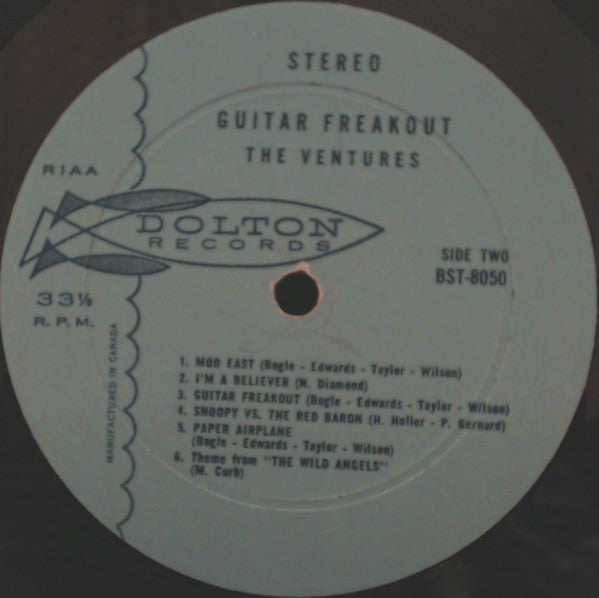 STEREO
GUITAR FREAKOUT
THE VENTURES
RIAA
DOLTON
RECORDS
SIDE TWO
BST-8050
33⅓
R.P.M.
MANUFACTURED IN CANADA
1. MOD EAST (Bogle - Edwards - Taylor - Wilson)
2. I'M A BELIEVER (N. Diamond)
3. GUITAR FREAKOUT (Bogle - Edwards - Taylor - Wilson)
4. SNOOPY VS. THE RED BARON (H. Holler - P. Gernard)
5. PAPER AIRPLANE
(Bogle - Edwards - Taylor - Wilson)
6. Theme from "THE WILD ANGELS"
(M. Curb)